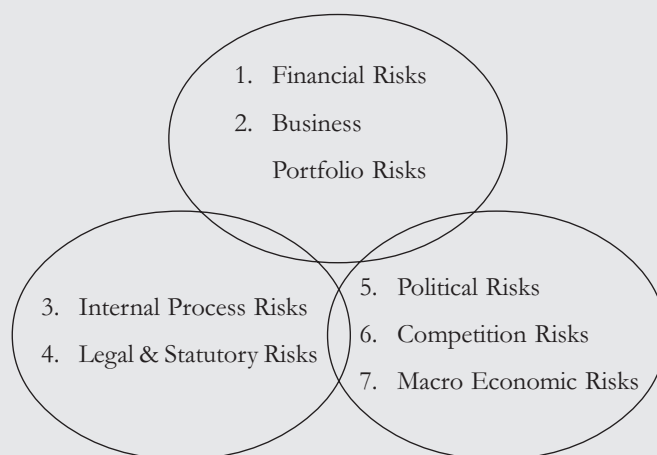 1. Financial Risks
2. Business
Portfolio Risks
3. Internal Process Risks
4. Legal & Statutory Risks
5. Political Risks
6. Competition Risks
7. Macro Economic Risks